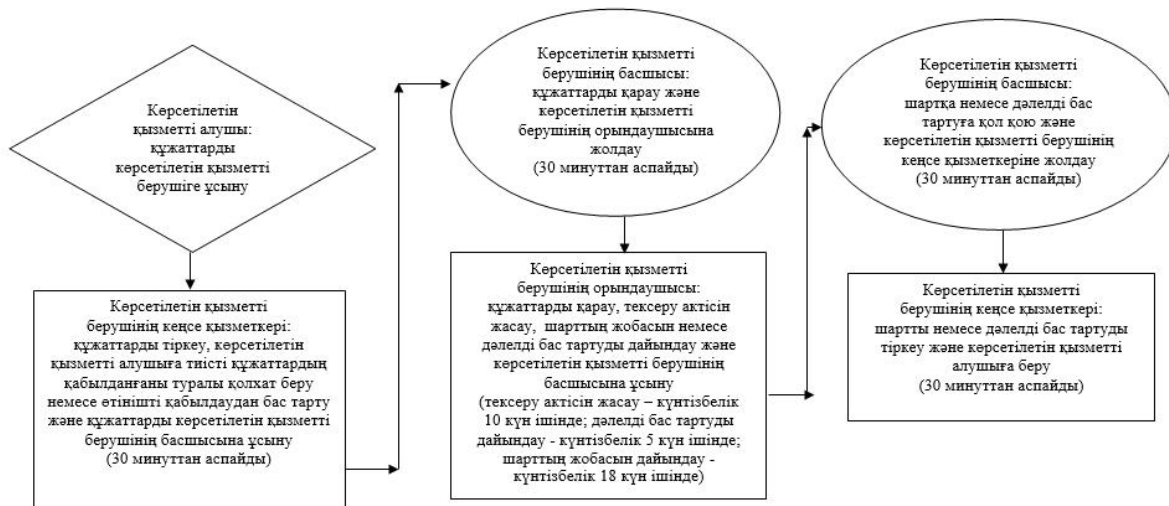 Көрсетілетін
қызметті алушы:
құжаттарды
көрсетілетін қызметті
берушіге ұсыну
Көрсетілетін қызметті
берушінің кеңсе қызметкері:
құжаттарды тіркеу, көрсетілетін
қызметті алушыға тиісті құжаттардың
қабылданғаны туралы қолхат беру
немесе өтінішті қабылдаудан бас тарту
және құжаттарды көрсетілетін қызметті
берушінің басшысына ұсыну
(30 минуттан аспайды)
Көрсетілетін қызметті
берушінің басшысы:
құжаттарды қарау және
көрсетілетін қызметті
берушінің орындаушысына
жолдау
(30 минуттан аспайды)
Көрсетілетін қызметті
берушінің орындаушысы:
құжаттарды қарау, тексеру актісін
жасау, шарттың жобасын немесе
дәлелді бас тартуды дайындау және
көрсетілетін қызметті берушінің
басшысына ұсыну
(тексеру актісін жасау – күнтізбелік
10 күн ішінде; дәлелді бас тартуды
дайындау - күнтізбелік 5 күн ішінде;
шарттың жобасын дайындау -
күнтізбелік 18 күн ішінде)
Көрсетілетін қызметті
берушінің басшысы:
шартқа немесе дәлелді бас
тартуға қол қою және
көрсетілетін қызметті берушінің
кеңсе қызметкеріне жолдау
(30 минуттан аспайды)
Көрсетілетін қызметті
берушінің кеңсе қызметкері:
шартты немесе дәлелді бас тартуды
тіркеу және көрсетілетін қызметті
алушыға беру
(30 минуттан аспайды)